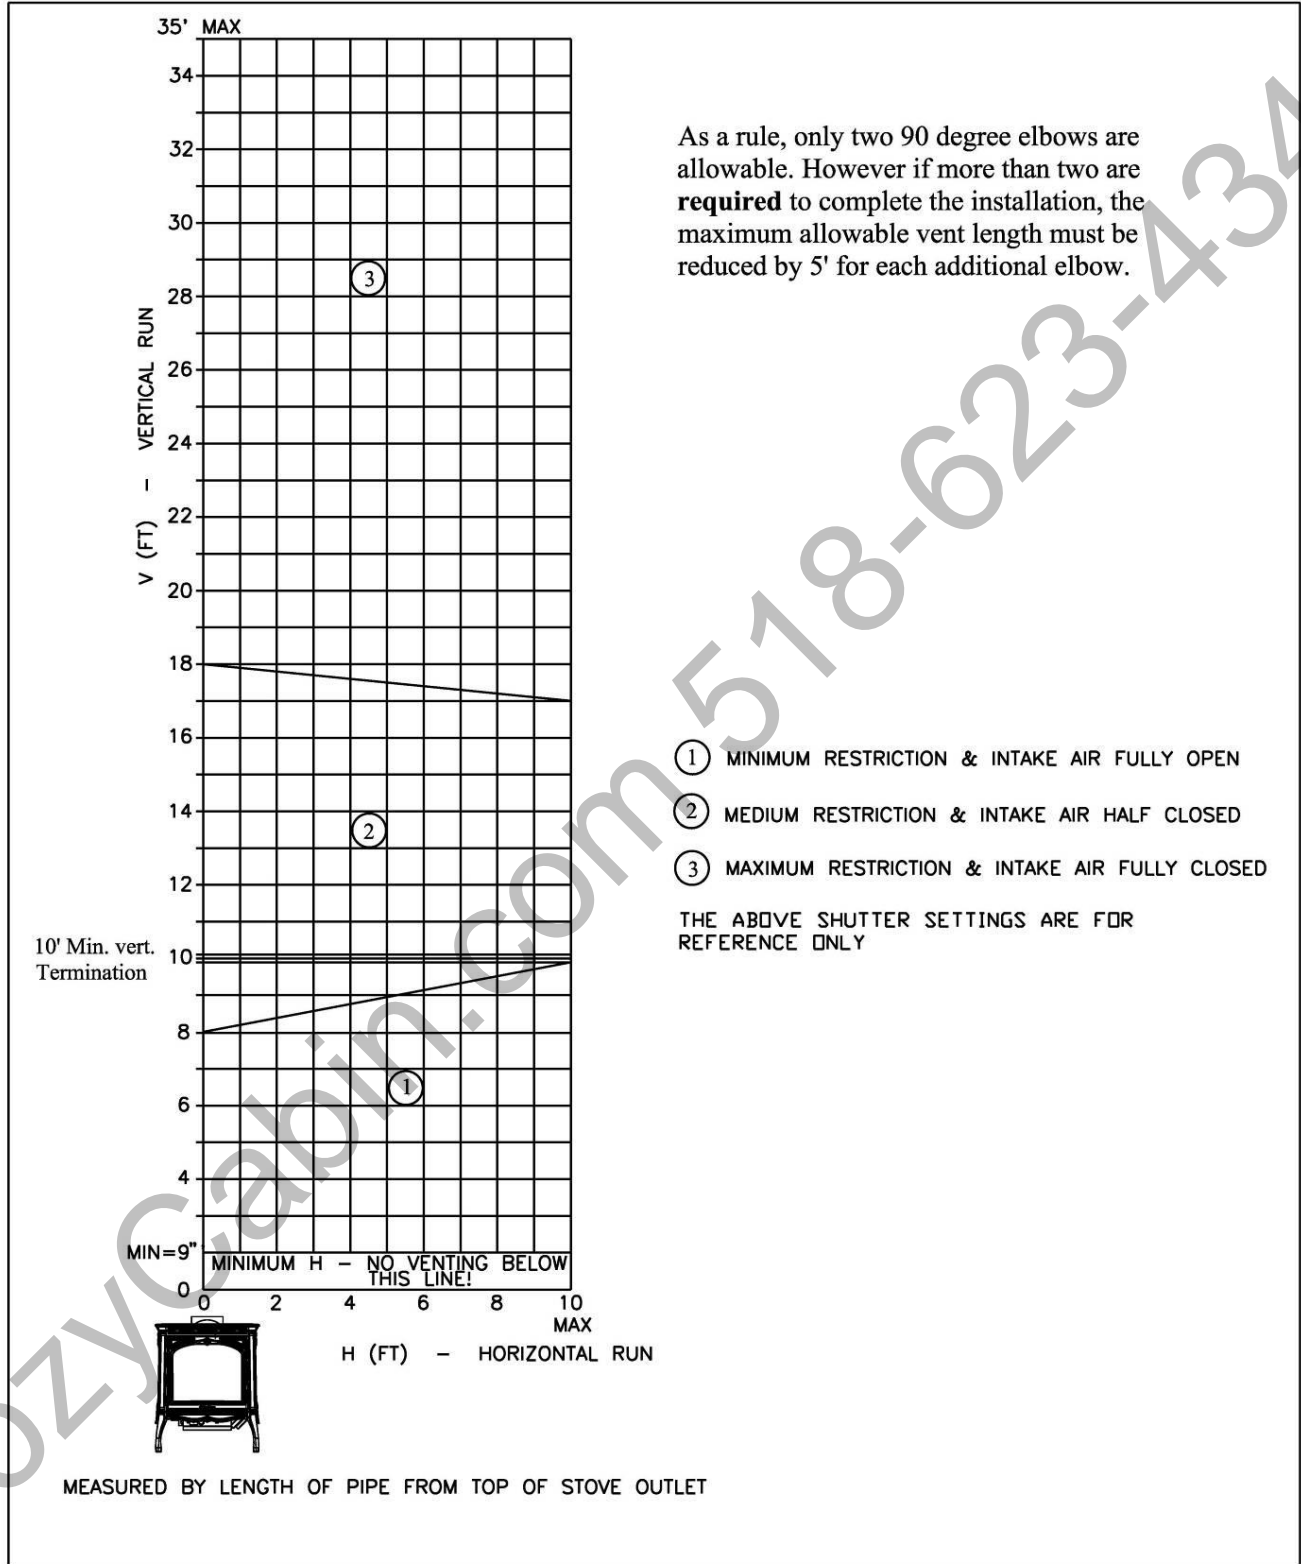 35' MAX
34
32
30
28
26
24
22
20
18
16
14
12
10
8
6
4
MIN=9"
0
V (FT) - VERTICAL RUN
10' Min. vert.
Termination
3
2
1
MINIMUM H - NO VENTING BELOW
THIS LINE!
0 2 4 6 8 10
MAX
H (FT) - HORIZONTAL RUN
MEASURED BY LENGTH OF PIPE FROM TOP OF STOVE OUTLET
As a rule, only two 90 degree elbows are
allowable. However if more than two are
required to complete the installation, the
maximum allowable vent length must be
reduced by 5' for each additional elbow.
1 MINIMUM RESTRICTION & INTAKE AIR FULLY OPEN
2 MEDIUM RESTRICTION & INTAKE AIR HALF CLOSED
3 MAXIMUM RESTRICTION & INTAKE AIR FULLY CLOSED
THE ABOVE SHUTTER SETTINGS ARE FOR
REFERENCE ONLY
ozyCabin.com 518-623-434